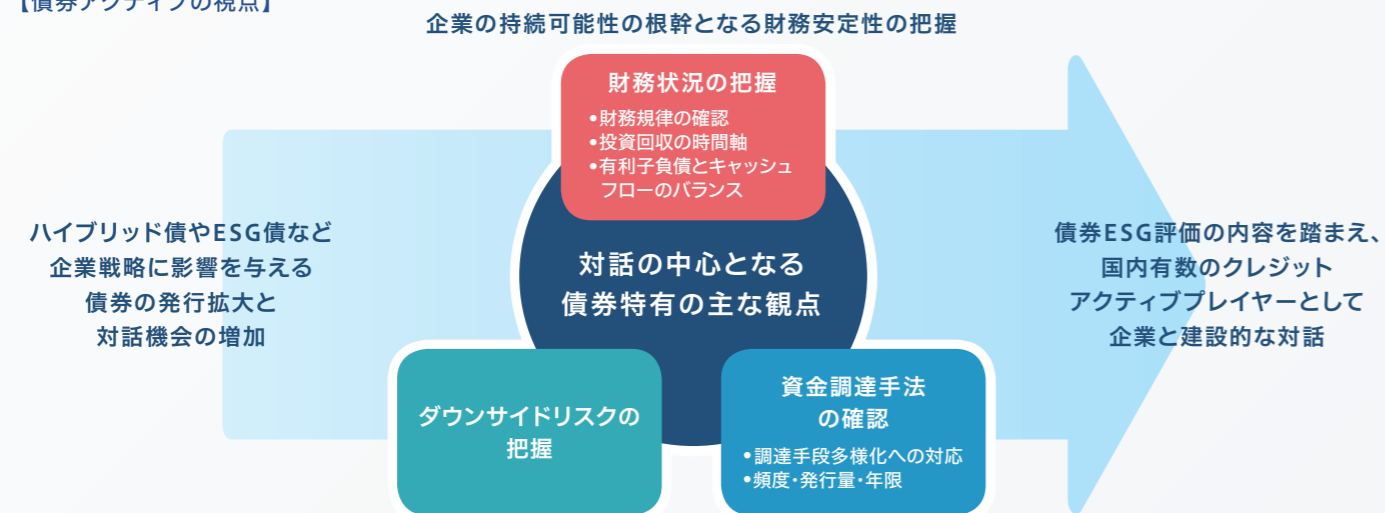 【債券アクティブの視点】
企業の持続可能性の根幹となる財務安定性の把握
財務状況の把握
•財務規律の確認
•投資回収の時間軸
•有利子負債とキャッシュ
フローのバランス
ハイブリッド債やESG債など
企業戦略に影響を与える
債券の発行拡大と
対話機会の増加
対話の中心となる
債券特有の主な観点
債券ESG評価の内容を踏まえ、
国内有数のクレジット
アクティブプレイヤーとして
企業と建設的な対話
ダウンサイドリスクの
把握
資金調達手法
の確認
•調達手段多様化への対応
•頻度・発行量・年限